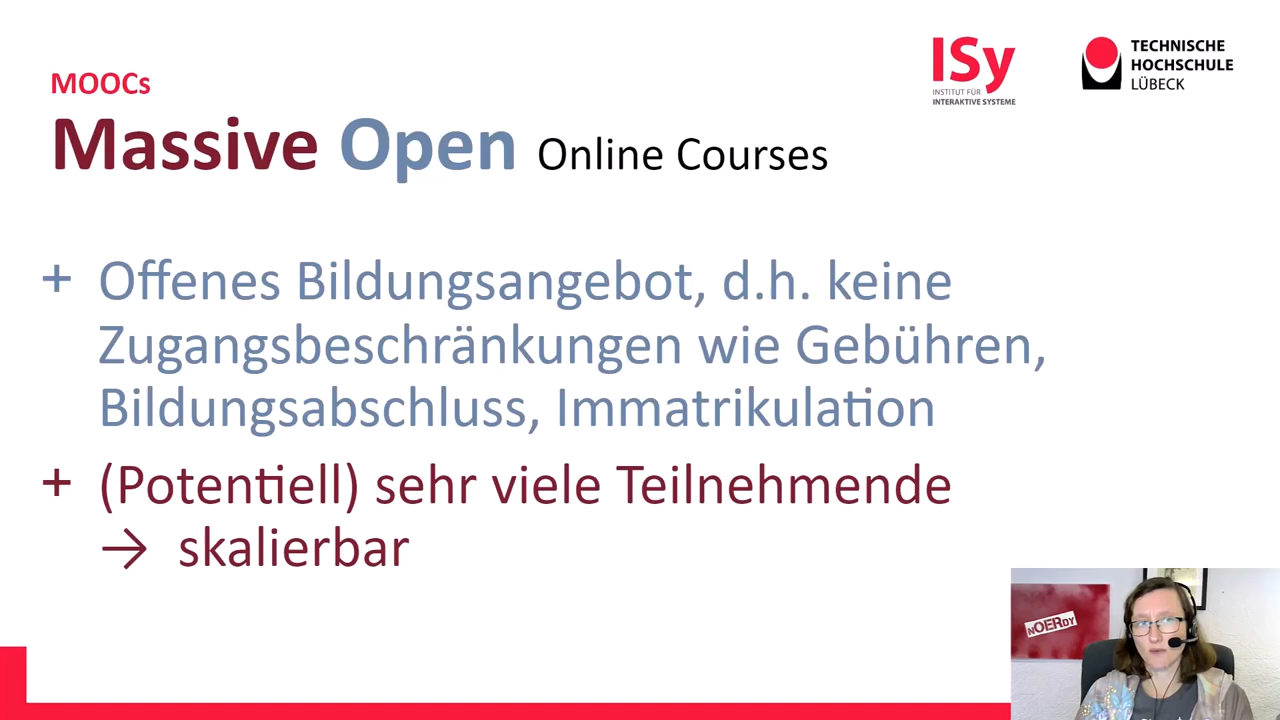 MOOCs
Massive Open Online Courses
ISy
INSTITUT FÜR
INTERAKTIVE SYSTEME
TECHNISCHE
HOCHSCHULE
LÜBECK
+ Offenes Bildungsangebot, d.h. keine
Zugangsbeschränkungen wie Gebühren,
Bildungsabschluss, Immatrikulation
+ (Potentiell) sehr viele Teilnehmende
→ skalierbar
nOERdy